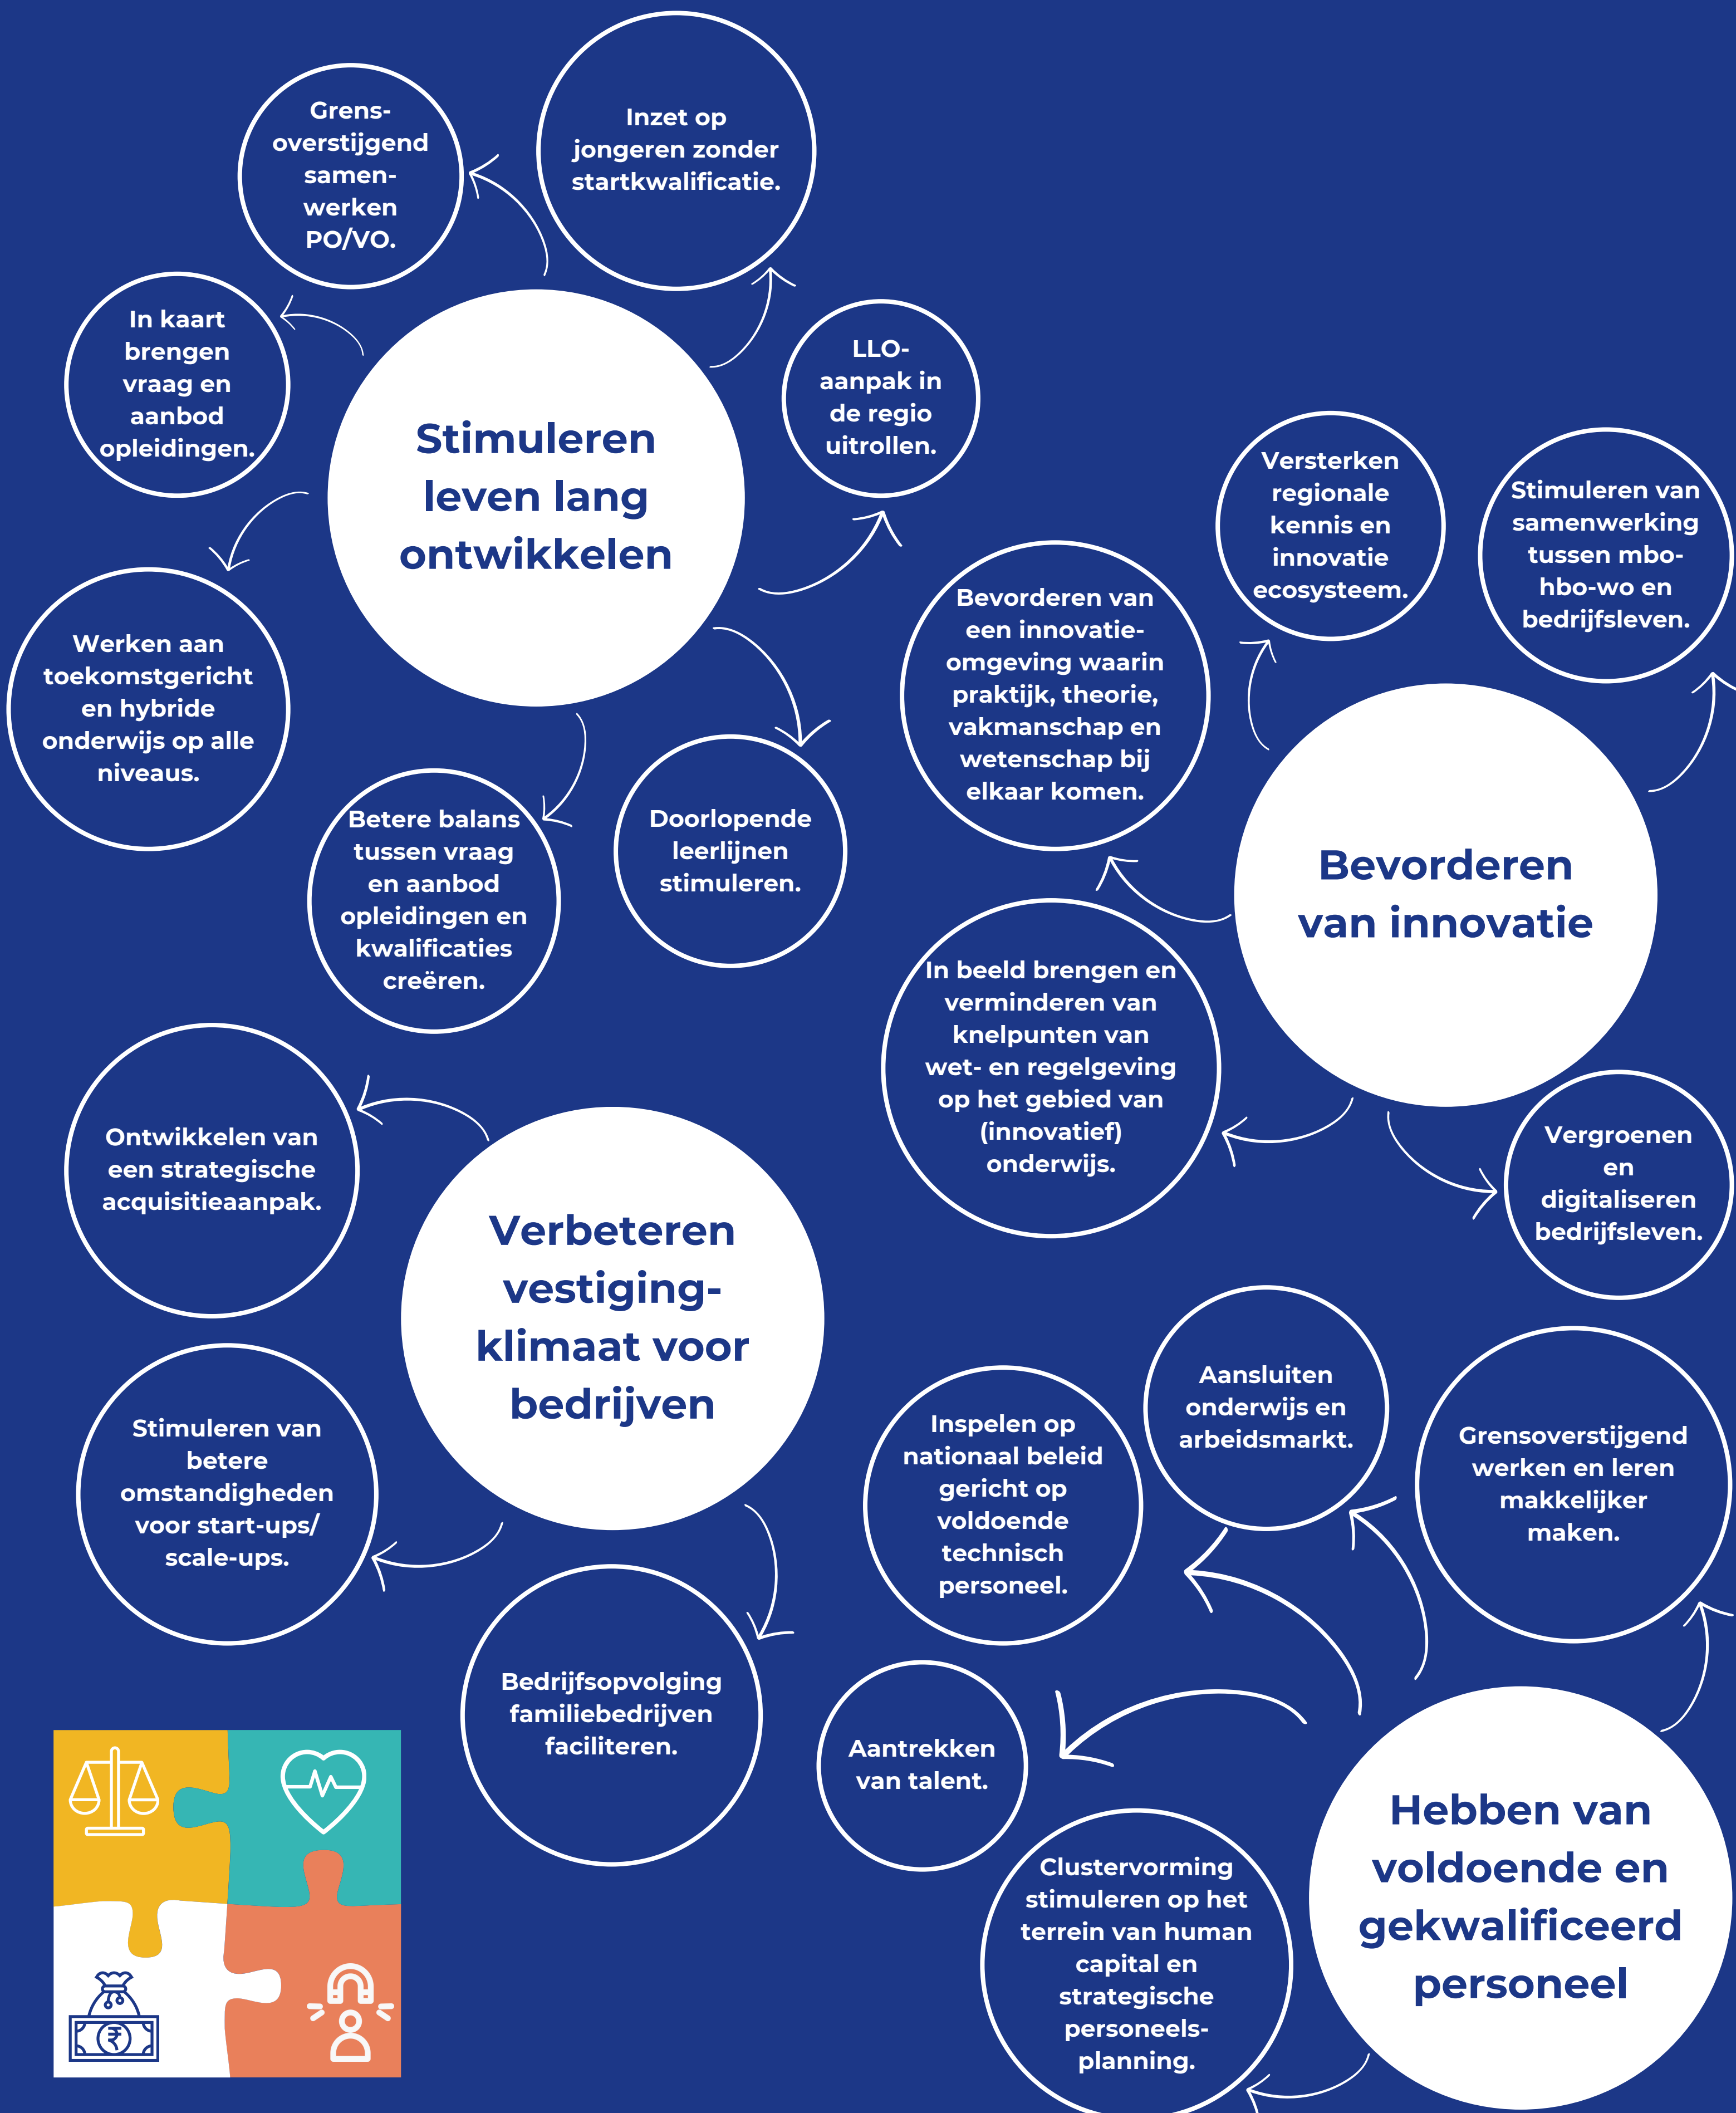 Grens-
overstijgend
samen-
werken
PO/VO.
Inzet op
jongeren zonder
startkwalificatie.
In kaart
brengen
vraag en
aanbod
opleidingen.
LLO-
aanpak in
de regio
uitrollen.
Stimuleren
leven lang
ontwikkelen
Werken aan
toekomstgericht
en hybride
onderwijs op alle
niveaus.
Betere balans
tussen vraag
en aanbod
opleidingen en
kwalificaties
creëren.
Doorlopende
leerlijnen
stimuleren.
Versterken
regionale
kennis en
innovatie
ecosysteem.
Stimuleren van
samenwerking
tussen mbo-
hbo-wo en
bedrijfsleven.
Bevorderen van
een innovatie-
omgeving waarin
praktijk, theorie,
vakmanschap en
wetenschap bij
elkaar komen.
Bevorderen
van innovatie
In beeld brengen en
verminderen van
knelpunten van
wet- en regelgeving
op het gebied van
(innovatief)
onderwijs.
Vergroenen
en
digitaliseren
bedrijfsleven.
Ontwikkelen van
een strategische
acquisitieaanpak.
Verbeteren
vestiging-
klimaat voor
bedrijven
Stimuleren van
betere
omstandigheden
voor start-ups/
scale-ups.
Bedrijfsopvolging
familiebedrijven
faciliteren.
Aansluiten
onderwijs en
arbeidsmarkt.
Inspelen op
nationaal beleid
gericht op
voldoende
technisch
personeel.
Grensoverstijgend
werken en leren
makkelijker
maken.
Aantrekken
van talent.
Hebben van
voldoende en
gekwalificeerd
personeel
Clustervorming
stimuleren op het
terrein van human
capital en
strategische
personeels-
planning.
₹